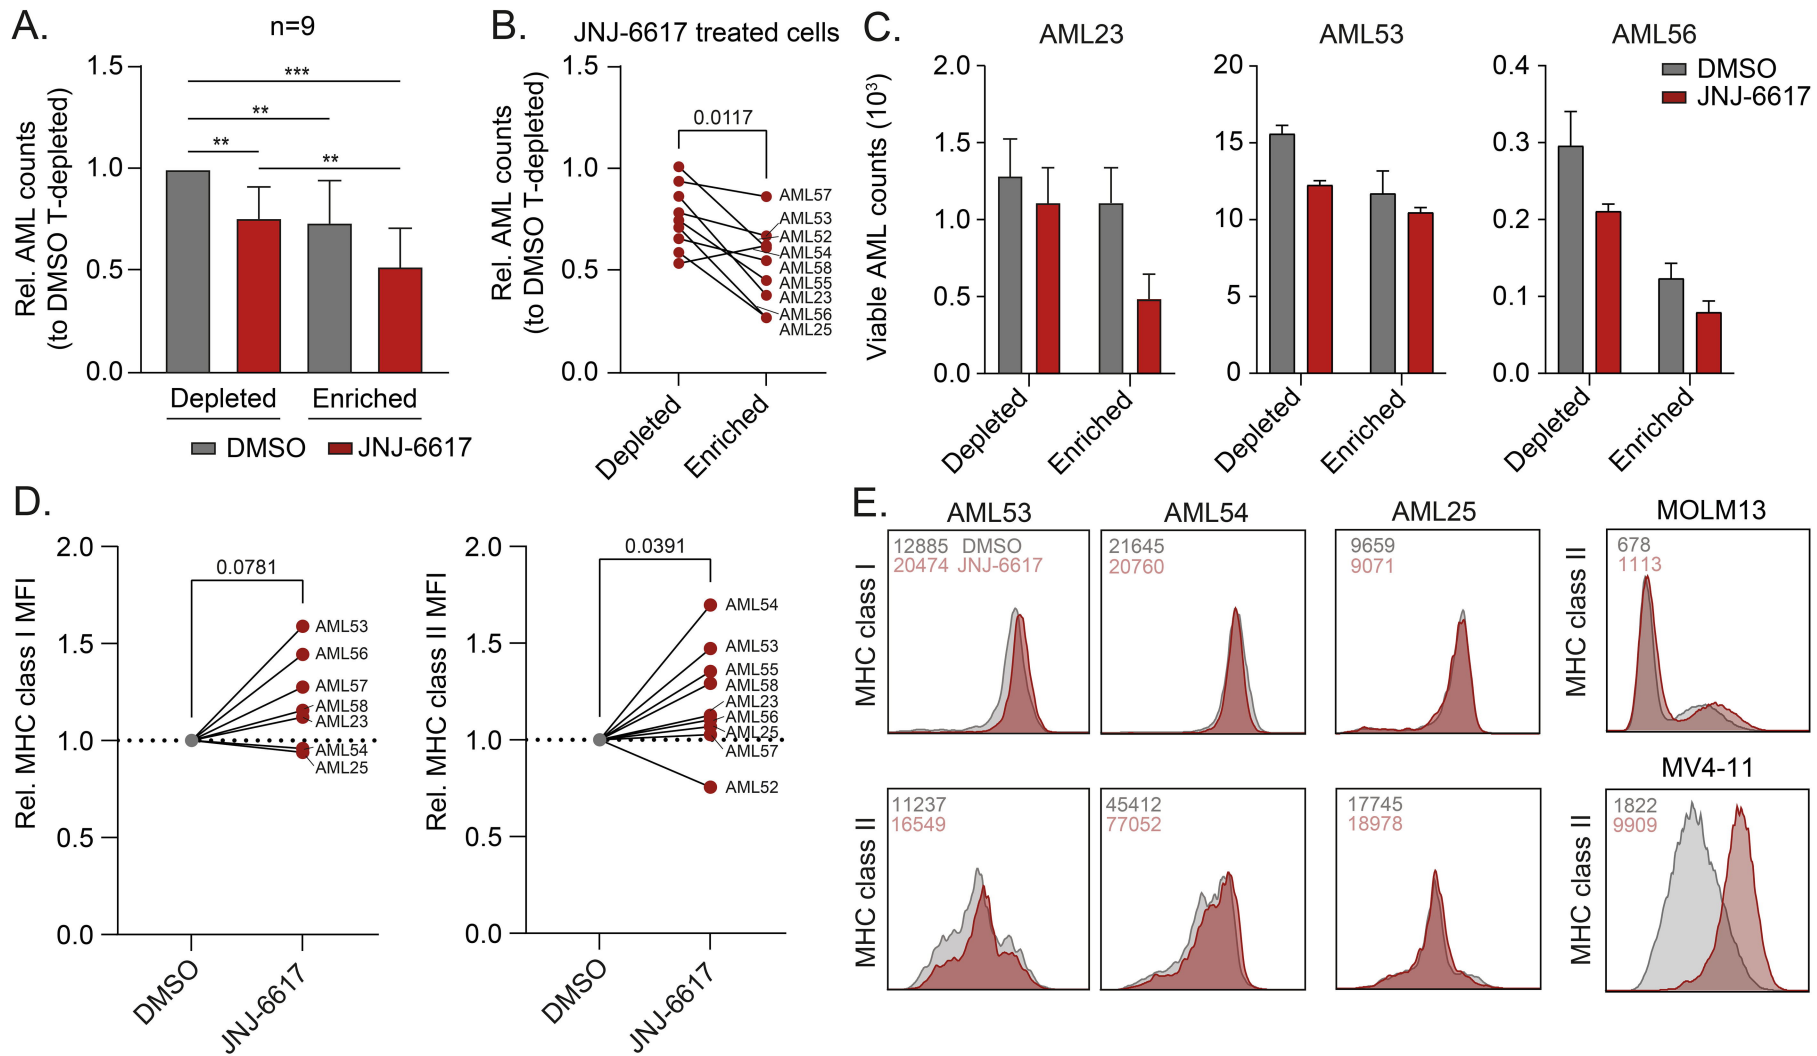 A.
n=9
Rel. AML counts
(to DMSO T-depleted)
1.5
1.0
0.5
0.0
***
**
**
**
Depleted
Enriched
DMSO
JNJ-6617
B.
JNJ-6617 treated cells
Rel. AML counts
(to DMSO T-depleted)
1.5
1.0
0.5
0.0
0.0117
AML57
AML53
AML52
AML54
AML58
AML55
AML23
AML56
AML25
Depleted
Enriched
C.
Viable AML counts (10³)
AML23
2.0
1.5
1.0
0.5
0.0
Depleted
Enriched
AML53
20
15
10
5
0
Depleted
Enriched
AML56
0.4
0.3
0.2
0.1
0.0
Depleted
Enriched
DMSO
JNJ-6617
D.
Rel. MHC class I MFI
2.0
1.5
1.0
0.5
0.0
0.0781
AML53
AML56
AML57
AML58
AML23
AML54
AML25
DMSO
JNJ-6617
Rel. MHC class II MFI
2.0
1.5
1.0
0.5
0.0
0.0391
AML54
AML53
AML55
AML58
AML23
AML56
AML25
AML57
AML52
DMSO
JNJ-6617
E.
MHC class I
AML53
12885 DMSO
20474 JNJ-6617
AML54
21645
20760
AML25
9659
9071
MHC class II
MOLM13
678
1113
MHC class II
11237
16549
45412
77052
17745
18978
MHC class II
MV4-11
1822
9909